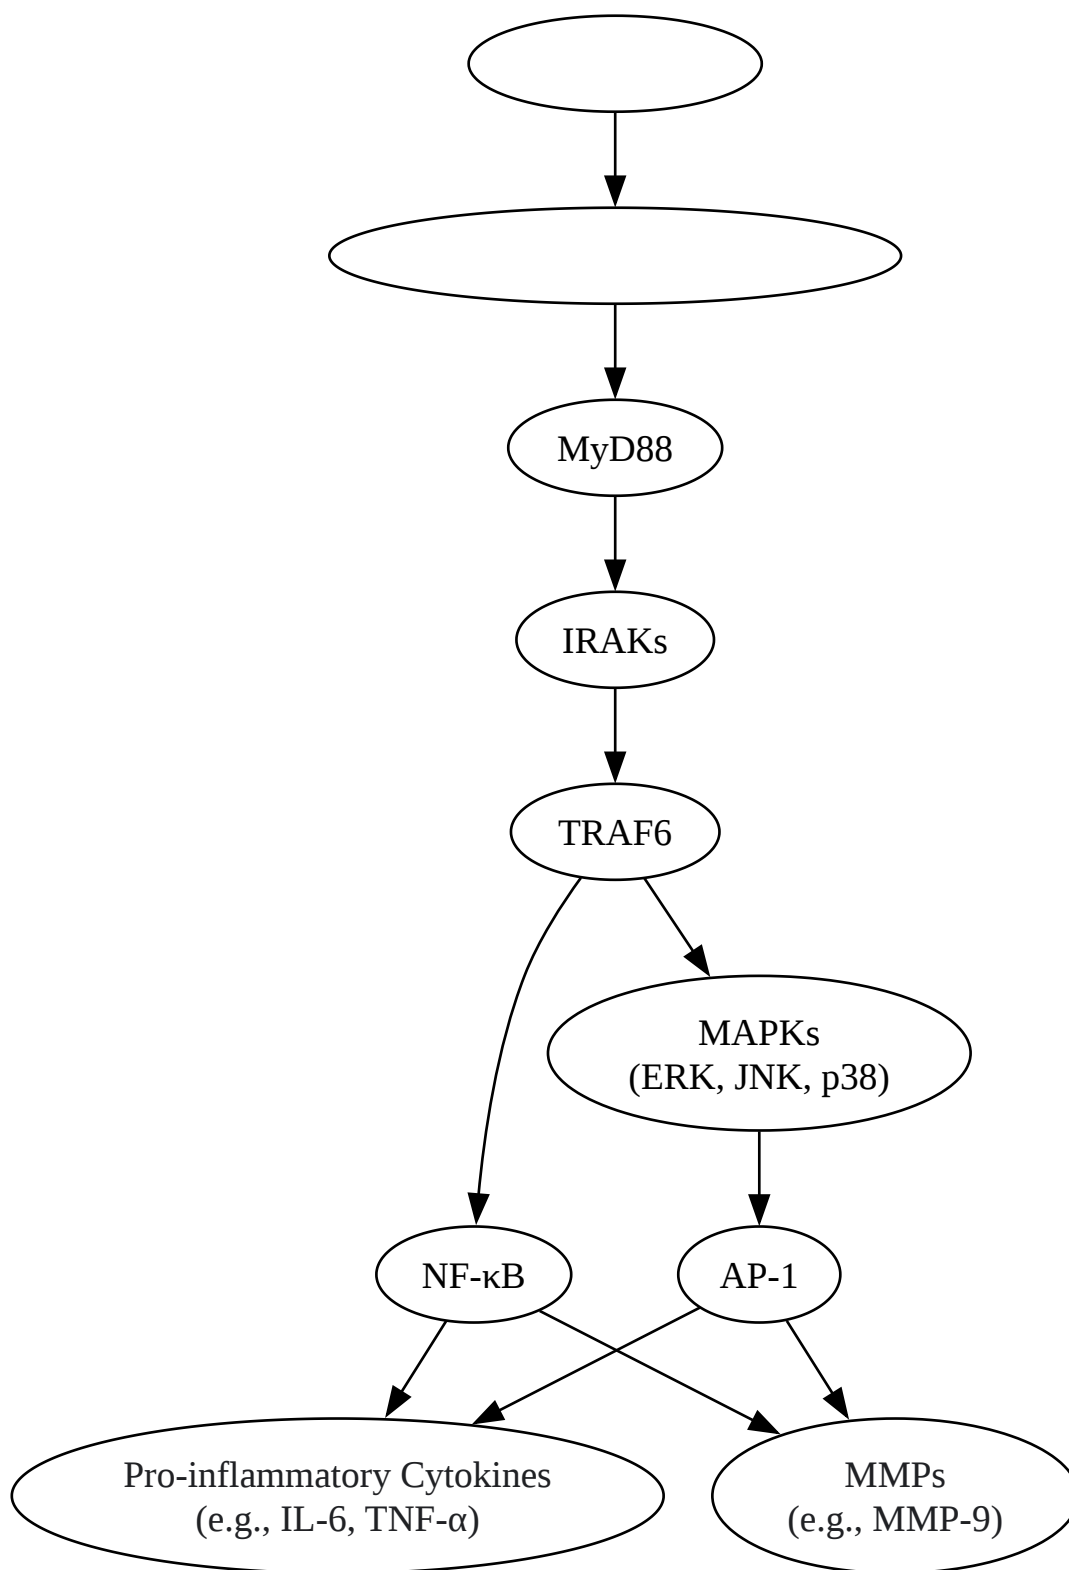 MyD88
IRAKs
TRAF6
MAPKs
(ERK, JNK, p38)
NF-κB
AP-1
Pro-inflammatory Cytokines
(e.g., IL-6, TNF-α)
MMPs
(e.g., MMP-9)